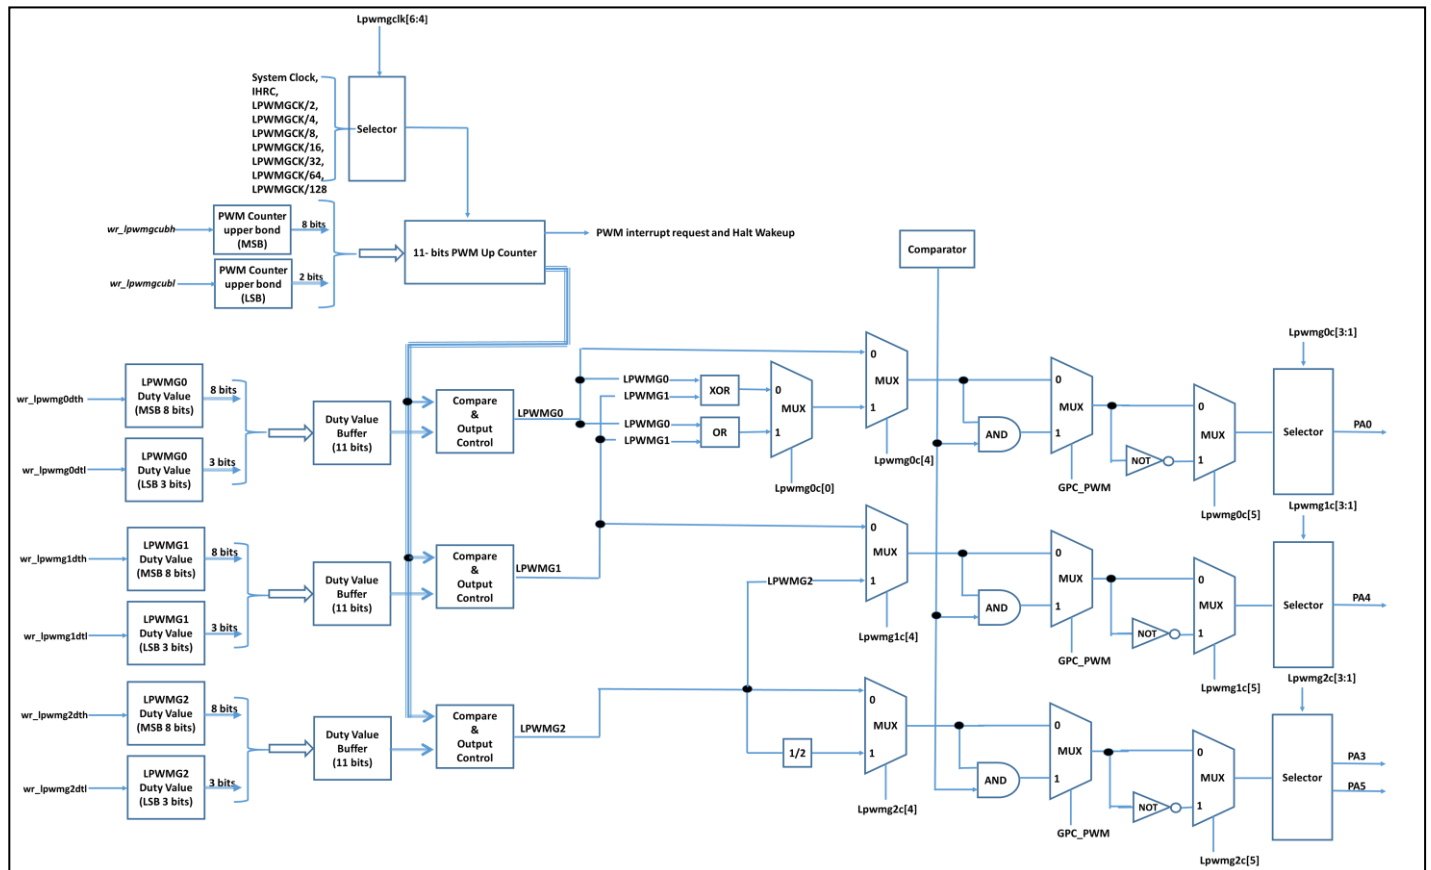 Lpwmgclk[6:4]
System Clock,
IHRC,
LPWMGCK/2,
LPWMGCK/4,
LPWMGCK/8,
LPWMGCK/16,
LPWMGCK/32,
LPWMGCK/64,
LPWMGCK/128
Selector
wr_lpwmgcubh
PWM Counter
upper bond
(MSB)
8 bits
wr_lpwmgcubl
PWM Counter
upper bond
(LSB)
2 bits
11- bits PWM Up Counter
PWM interrupt request and Halt Wakeup
Comparator
wr_lpwmg0dth
LPWMG0
Duty Value
(MSB 8 bits)
8 bits
wr_lpwmg0dtl
LPWMG0
Duty Value
(LSB 3 bits)
3 bits
Duty Value
Buffer
(11 bits)
Compare
&
Output
Control
LPWMG0
LPWMG0
LPWMG1
XOR
LPWMG0
LPWMG1
OR
0
MUX
1
Lpwmg0c[0]
0
MUX
1
Lpwmg0c[4]
AND
0
MUX
1
GPC_PWM
NOT
0
MUX
1
Lpwmg0c[5]
Lpwmg0c[3:1]
Selector
PA0
wr_lpwmg1dth
LPWMG1
Duty Value
(MSB 8 bits)
8 bits
wr_lpwmg1dtl
LPWMG1
Duty Value
(LSB 3 bits)
3 bits
Duty Value
Buffer
(11 bits)
Compare
&
Output
Control
LPWMG1
LPWMG2
0
MUX
1
Lpwmg1c[4]
AND
0
MUX
1
GPC_PWM
NOT
0
MUX
1
Lpwmg1c[5]
Lpwmg1c[3:1]
Selector
PA4
wr_lpwmg2dth
LPWMG2
Duty Value
(MSB 8 bits)
8 bits
wr_lpwmg2dtl
LPWMG2
Duty Value
(LSB 3 bits)
3 bits
Duty Value
Buffer
(11 bits)
Compare
&
Output
Control
LPWMG2
1/2
0
MUX
1
Lpwmg2c[4]
AND
0
MUX
1
GPC_PWM
NOT
0
MUX
1
Lpwmg2c[5]
Lpwmg2c[3:1]
Selector
PA3
PA5